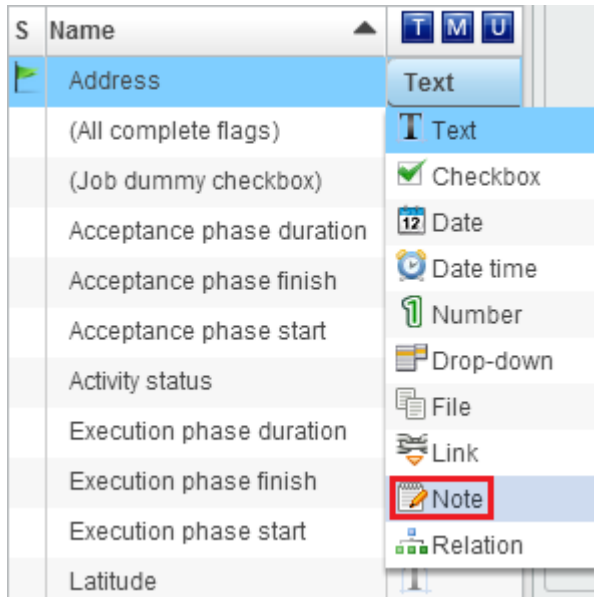 S Name T M U
Address Text
(All complete flags) Text
(Job dummy checkbox) Checkbox
Acceptance phase duration 12 Date
Acceptance phase finish Date time
Acceptance phase start 1 Number
Activity status Drop-down
Execution phase duration File
Link
Execution phase finish Note
Execution phase start Relation
Latitude T